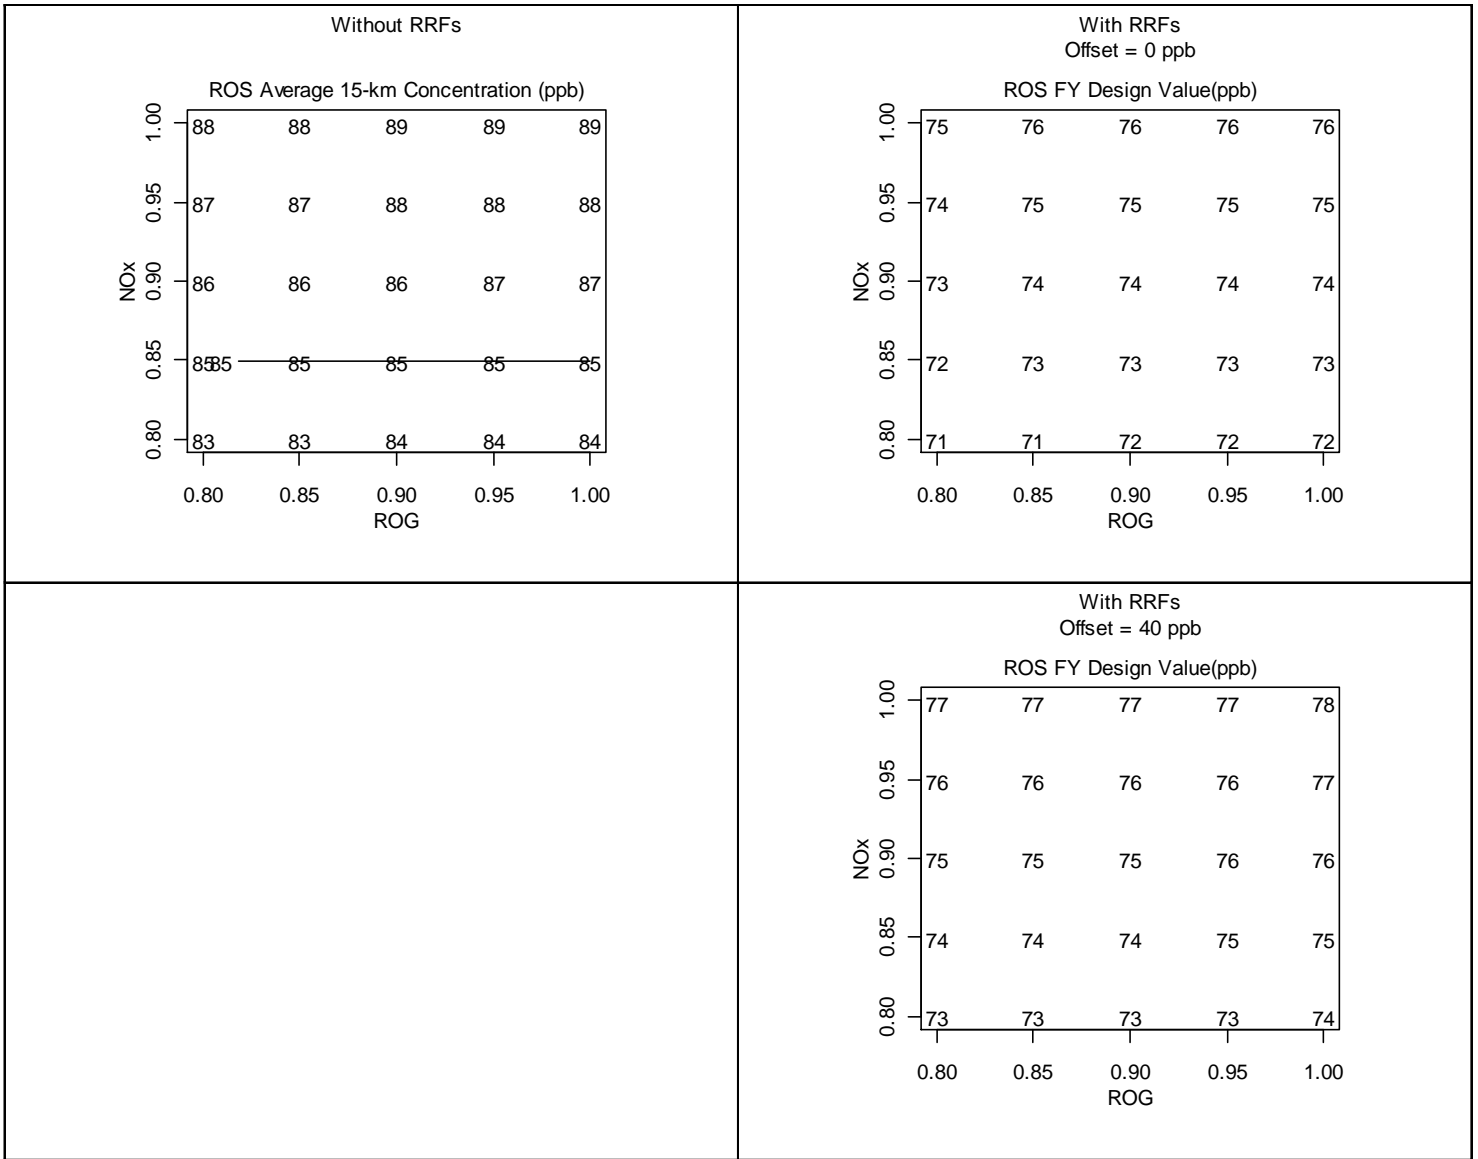 Without RRFs
ROS Average 15-km Concentration (ppb)
1.00 88 88 89 89 89
0.95 87 87 88 88 88
NOx
0.90 86 86 86 87 87
0.85 85 85 85 85 85 85
0.80 83 83 84 84 84
0.80 0.85 0.90 0.95 1.00
ROG
With RRFs
Offset = 0 ppb
ROS FY Design Value(ppb)
1.00 75 76 76 76 76
0.95 74 75 75 75 75
NOx
0.90 73 74 74 74 74
0.85 72 73 73 73 73
0.80 71 71 72 72 72
0.80 0.85 0.90 0.95 1.00
ROG
With RRFs
Offset = 40 ppb
ROS FY Design Value(ppb)
1.00 77 77 77 77 78
0.95 76 76 76 76 77
NOx
0.90 75 75 75 76 76
0.85 74 74 74 75 75
0.80 73 73 73 73 74
0.80 0.85 0.90 0.95 1.00
ROG